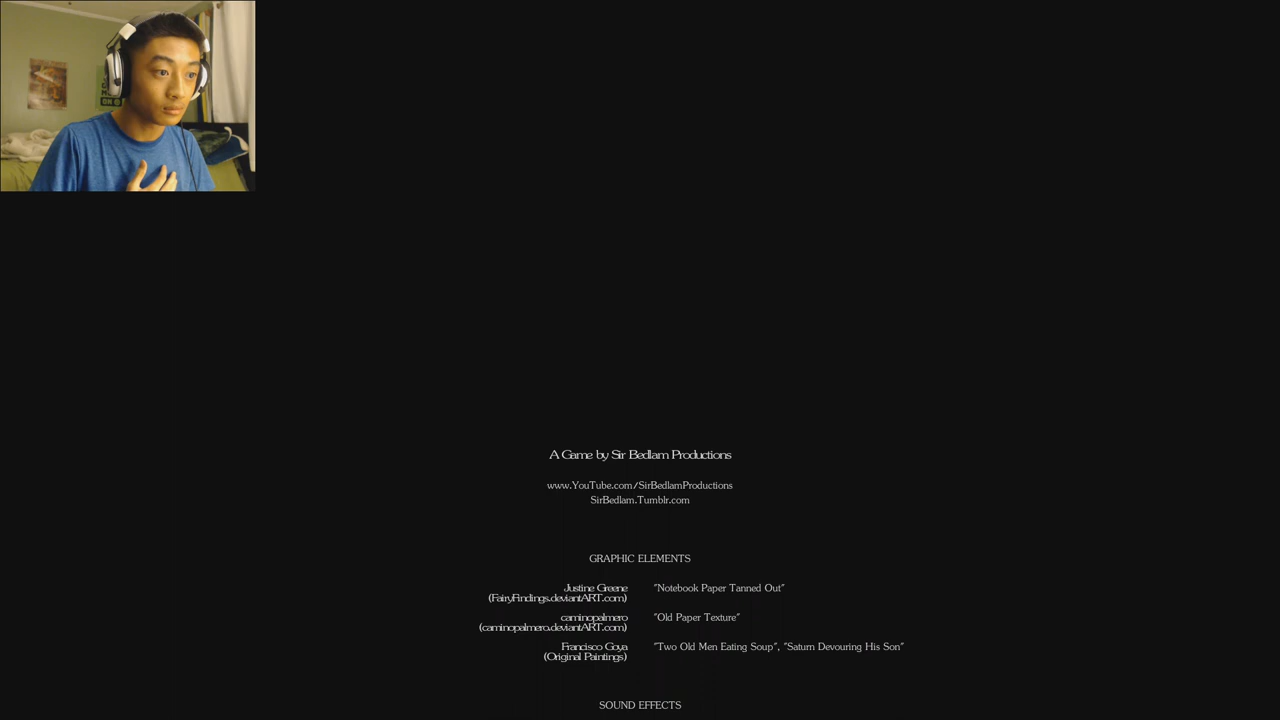 A Game by Sir Bedlam Productions
www.YouTube.com/SirBedlamProductions
SirBedlam.Tumblr.com
GRAPHIC ELEMENTS
Justine Greene "Notebook Paper Tanned Out"
(FairyFindings.deviantART.com)
caminopalmero "Old Paper Texture"
(caminopalmero.deviantART.com)
Francisco Goya "Two Old Men Eating Soup", "Saturn Devouring His Son"
(Original Paintings)
SOUND EFFECTS